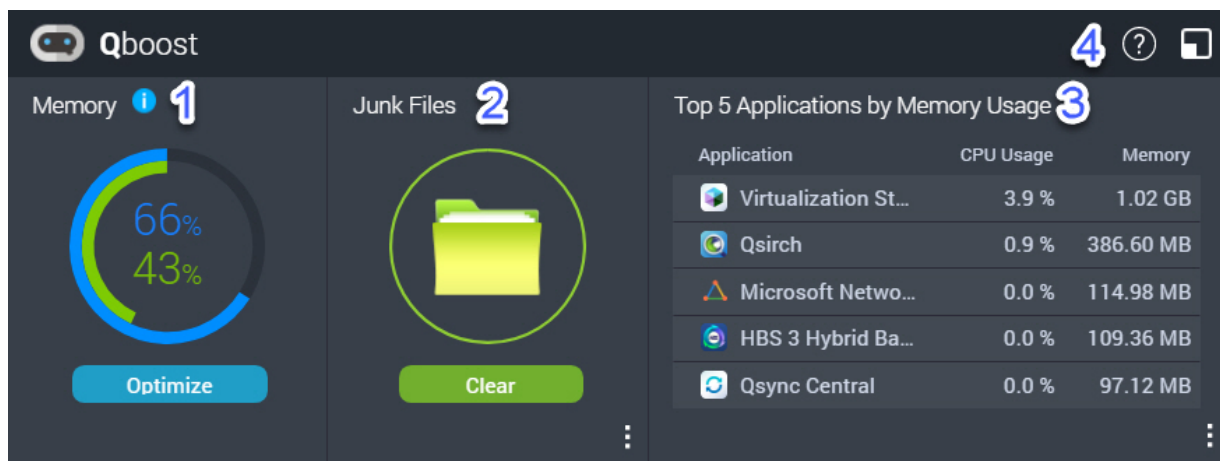 Qboost 4 ?
Memory i 1
66%
43%
Optimize
Junk Files 2
Clear
Top 5 Applications by Memory Usage 3
Application CPU Usage Memory
Virtualization St... 3.9 % 1.02 GB
Qsirch 0.9 % 386.60 MB
Microsoft Netwo... 0.0 % 114.98 MB
HBS 3 Hybrid Ba... 0.0 % 109.36 MB
Qsync Central 0.0 % 97.12 MB